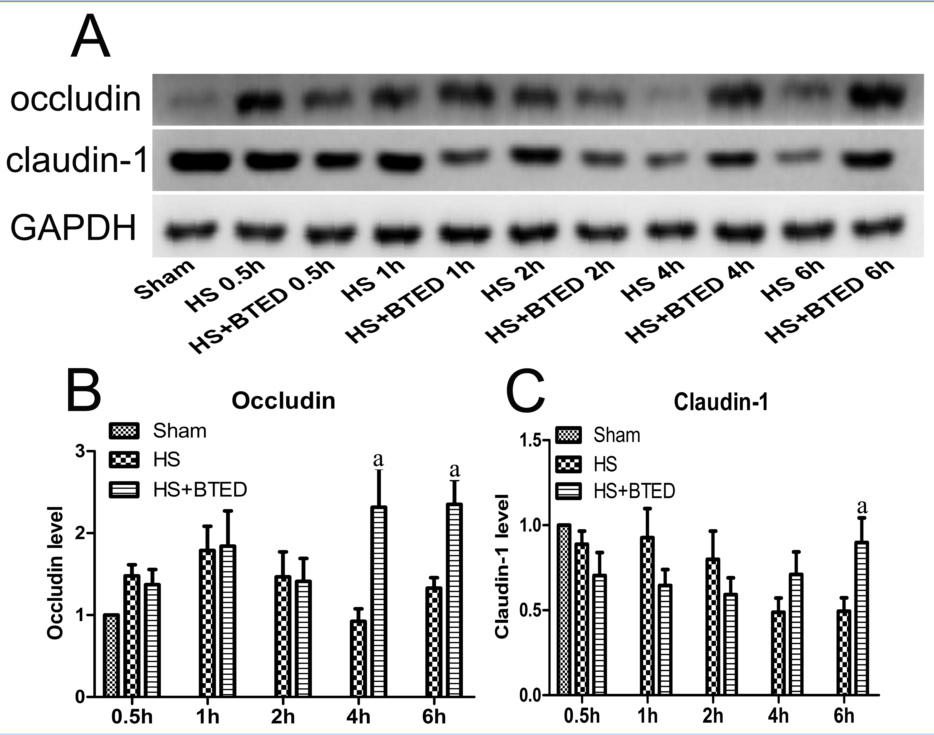 A
occludin
claudin-1
GAPDH
Sham
HS 0.5h
HS+BTED 0.5h
HS 1h
HS+BTED 1h
HS 2h
HS+BTED 2h
HS 4h
HS+BTED 4h
HS 6h
HS+BTED 6h
B
Occludin
Sham
HS
HS+BTED
a
a
Occludin level
3
2
1
0
0.5h
1h
2h
4h
6h
C
Claudin-1
Sham
HS
HS+BTED
a
Claudin-1 level
1.5
1.0
0.5
0.0
0.5h
1h
2h
4h
6h